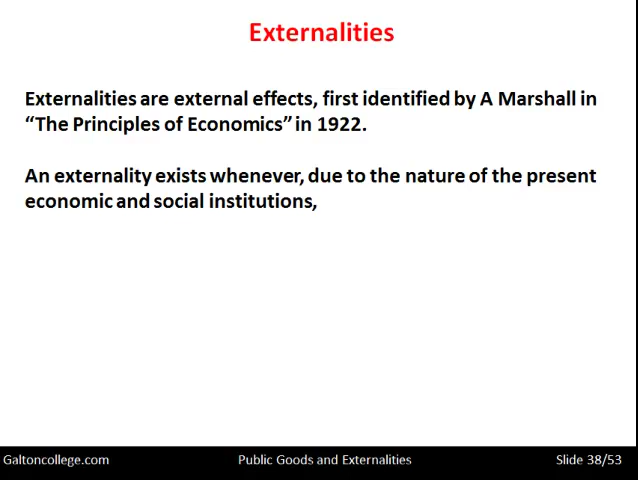 Externalities
Externalities are external effects, first identified by A Marshall in
“The Principles of Economics” in 1922.
An externality exists whenever, due to the nature of the present
economic and social institutions,
Galtoncollege.com
Public Goods and Externalities
Slide 38/53